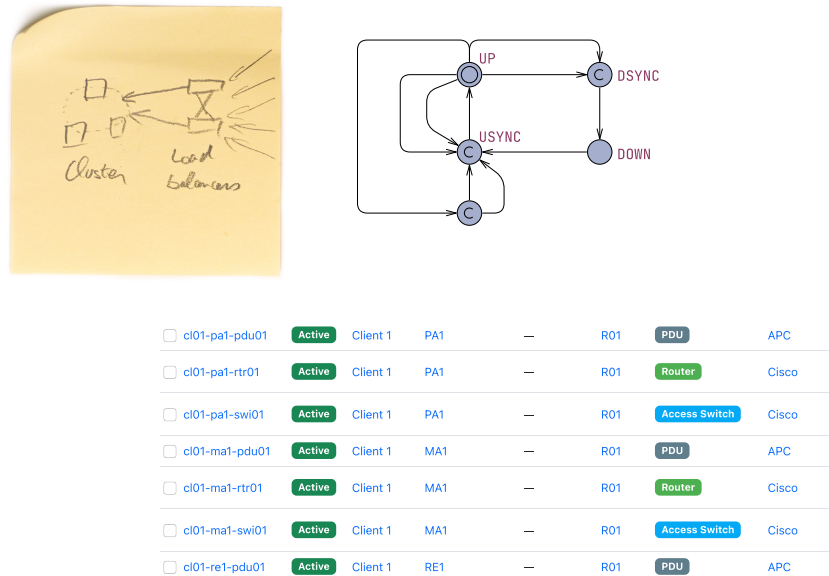 Cluster
Load
balancers
UP
C DSYNC
USYNC
C
DOWN
C
cl01-pa1-pdu01 Active Client 1 PA1 — R01 PDU APC
cl01-pa1-rtr01 Active Client 1 PA1 — R01 Router Cisco
cl01-pa1-swi01 Active Client 1 PA1 — R01 Access Switch Cisco
cl01-ma1-pdu01 Active Client 1 MA1 — R01 PDU APC
cl01-ma1-rtr01 Active Client 1 MA1 — R01 Router Cisco
cl01-ma1-swi01 Active Client 1 MA1 — R01 Access Switch Cisco
cl01-re1-pdu01 Active Client 1 RE1 — R01 PDU APC